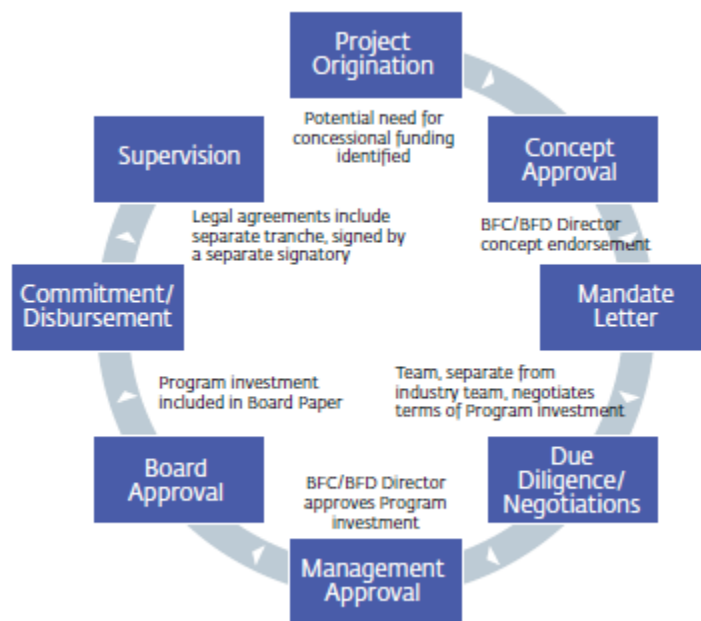 Project
Origination
Potential need for
concessional funding
identified
Concept
Approval
BFC/BFD Director
concept endorsement
Mandate
Letter
Team, separate from
industry team, negotiates
terms of Program investment
Due
Diligence/
Negotiations
BFC/BFD Director
approves Program
investment
Management
Approval
Board
Approval
Program investment
included in Board Paper
Commitment/
Disbursement
Legal agreements include
separate tranche, signed by
a separate signatory
Supervision